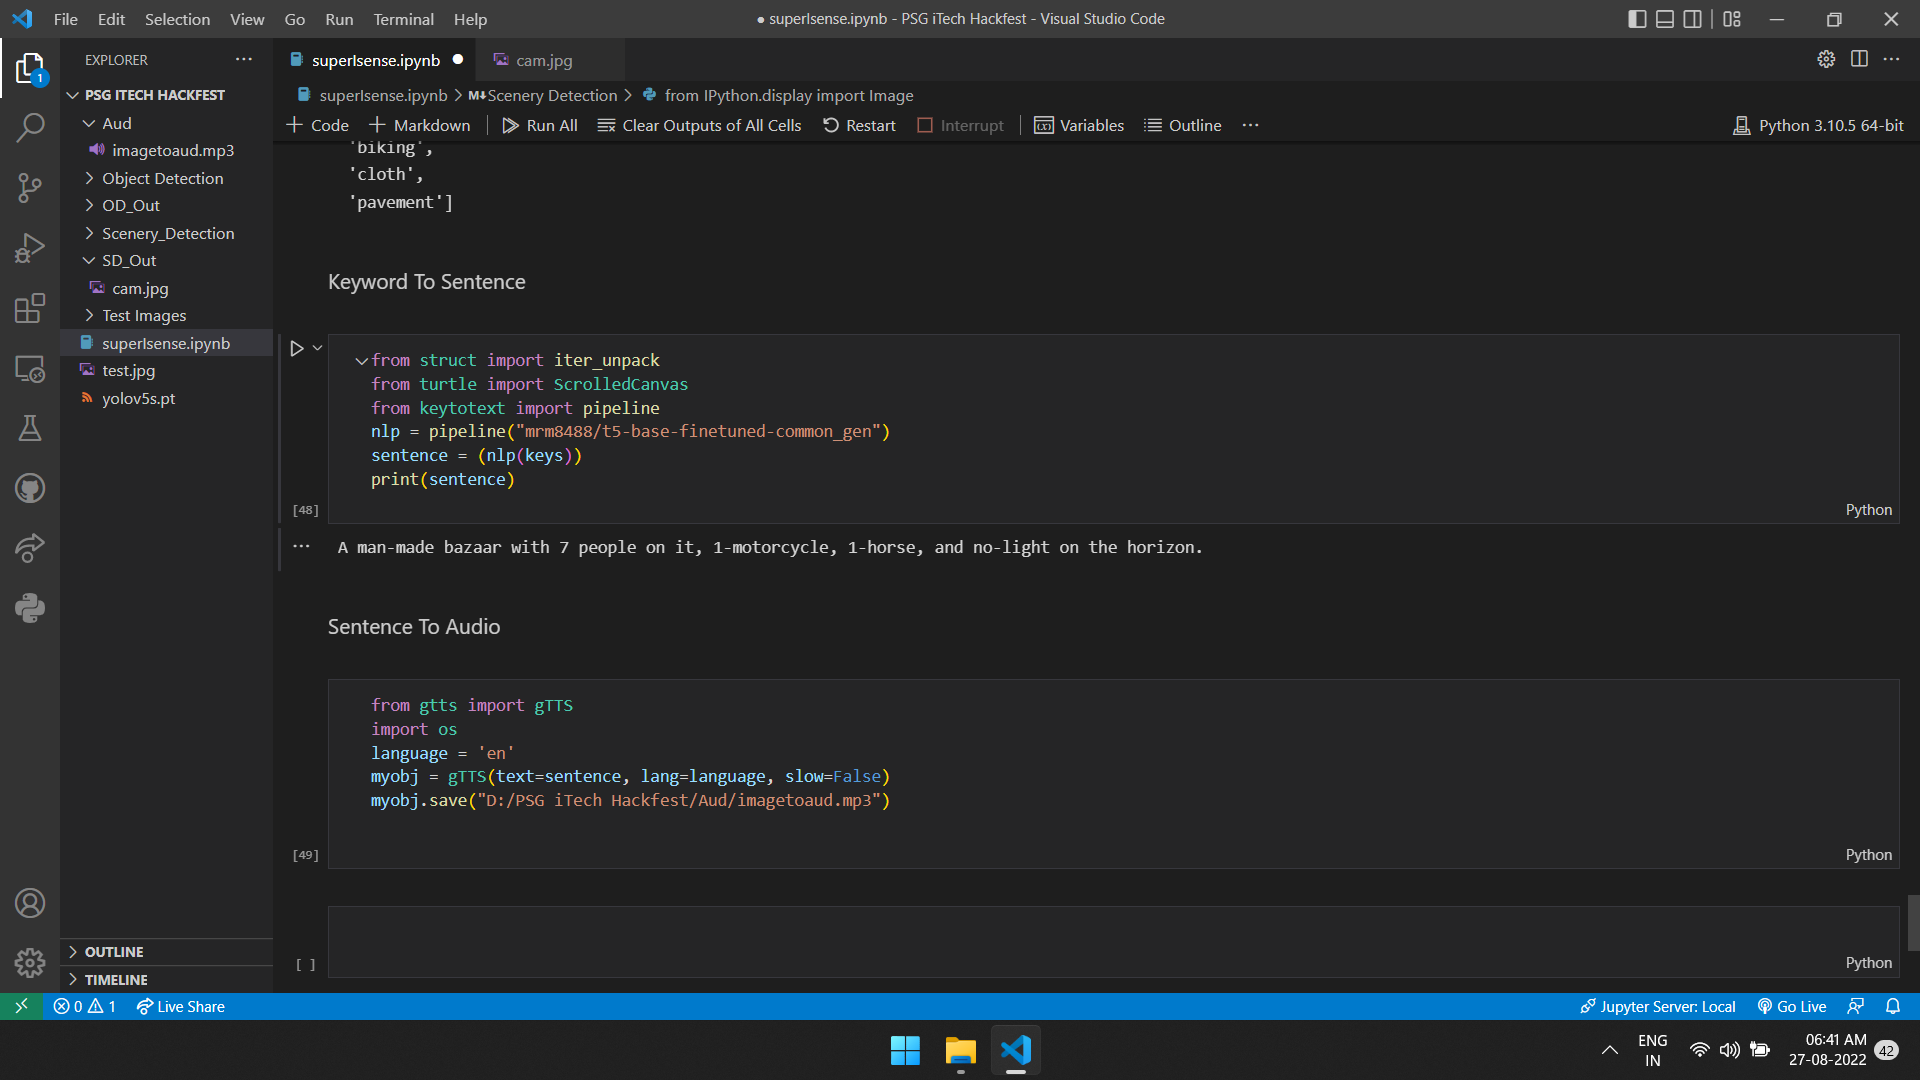 File Edit Selection View Go Run Terminal Help
● superIsense.ipynb - PSG iTech Hackfest - Visual Studio Code
EXPLORER
superIsense.ipynb
cam.jpg
superIsense.ipynb > M↓Scenery Detection > from IPython.display import Image
+ Code + Markdown Run All Clear Outputs of All Cells Restart Interrupt Variables Outline ...
Python 3.10.5 64-bit
1
PSG ITECH HACKFEST
Aud
imagetoaud.mp3
Object Detection
OD_Out
Scenery_Detection
SD_Out
cam.jpg
Test Images
superIsense.ipynb
test.jpg
yolov5s.pt
OUTLINE
TIMELINE
'biking',
'cloth',
'pavement']
Keyword To Sentence
from struct import iter_unpack
from turtle import ScrolledCanvas
from keytotext import pipeline
nlp = pipeline("mrm8488/t5-base-finetuned-common_gen")
sentence = (nlp(keys))
print(sentence)
[48]
Python
... A man-made bazaar with 7 people on it, 1-motorcycle, 1-horse, and no-light on the horizon.
Sentence To Audio
from gtts import gTTS
import os
language = 'en'
myobj = gTTS(text=sentence, lang=language, slow=False)
myobj.save("D:/PSG iTech Hackfest/Aud/imagetoaud.mp3")
[49]
Python
[ ]
Python
0 1 Live Share
Jupyter Server: Local Go Live
ENG
IN
06:41 AM
27-08-2022
42